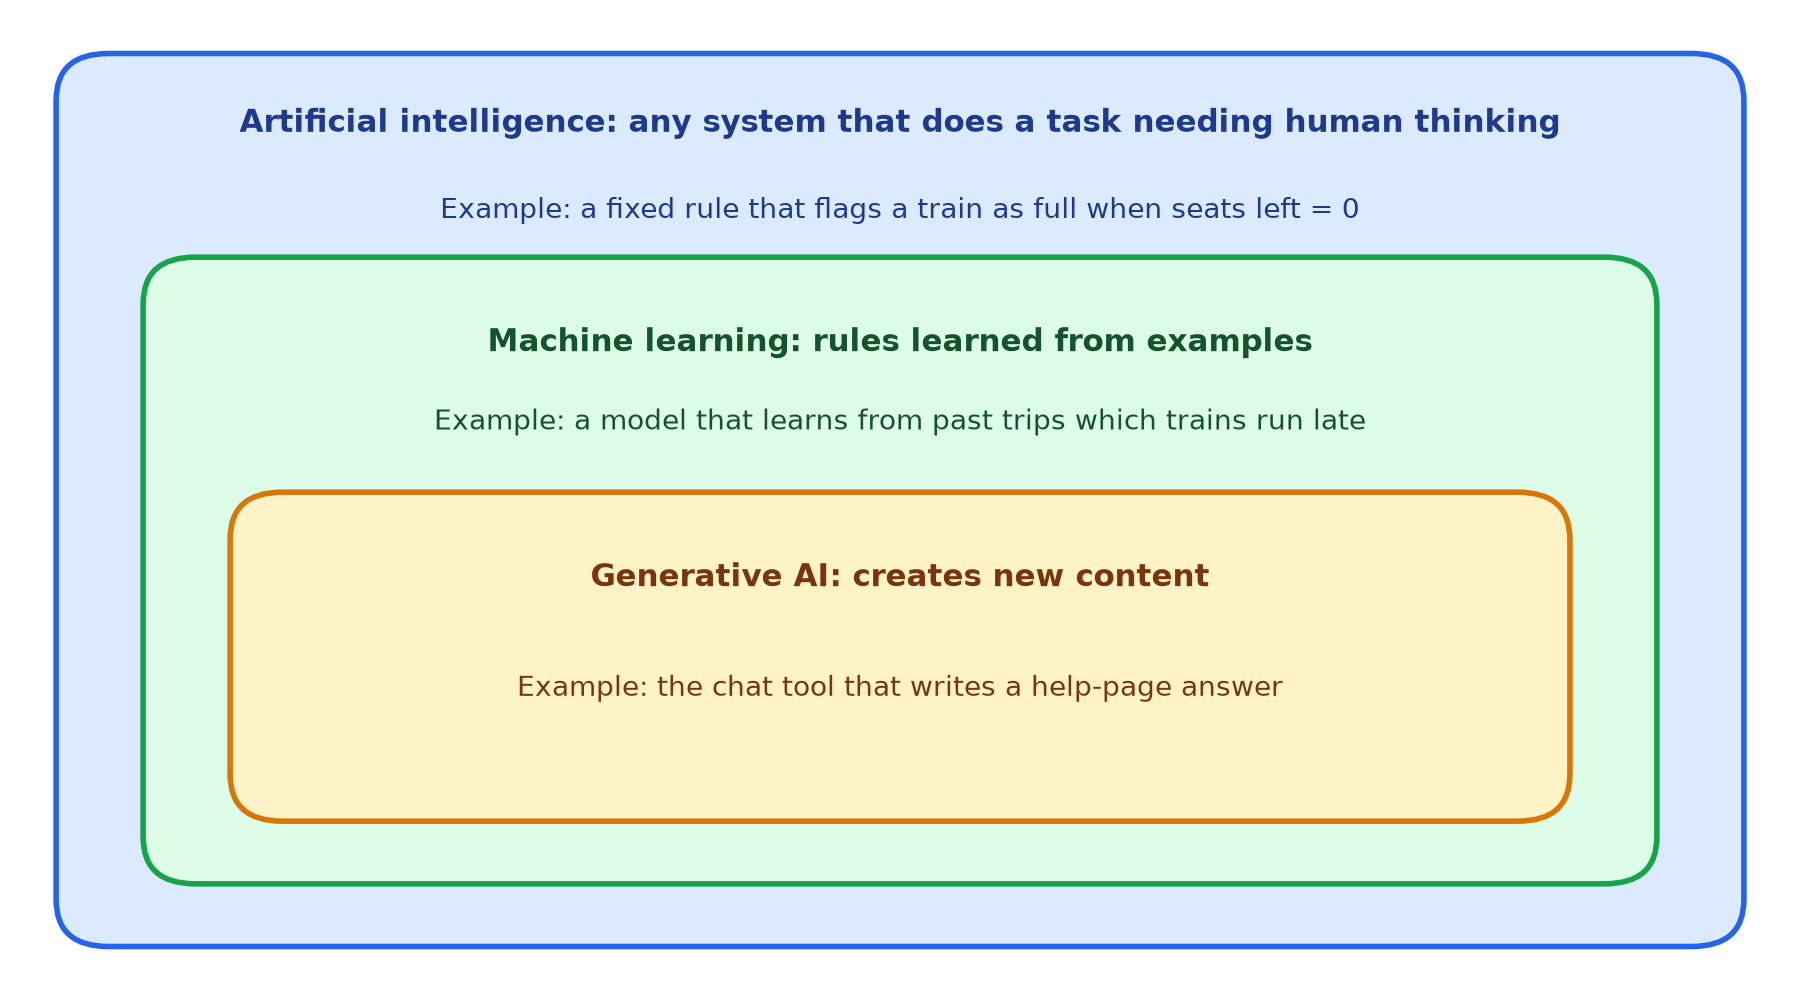 Artificial intelligence: any system that does a task needing human thinking
Example: a fixed rule that flags a train as full when seats left = 0
Machine learning: rules learned from examples
Example: a model that learns from past trips which trains run late
Generative AI: creates new content
Example: the chat tool that writes a help-page answer